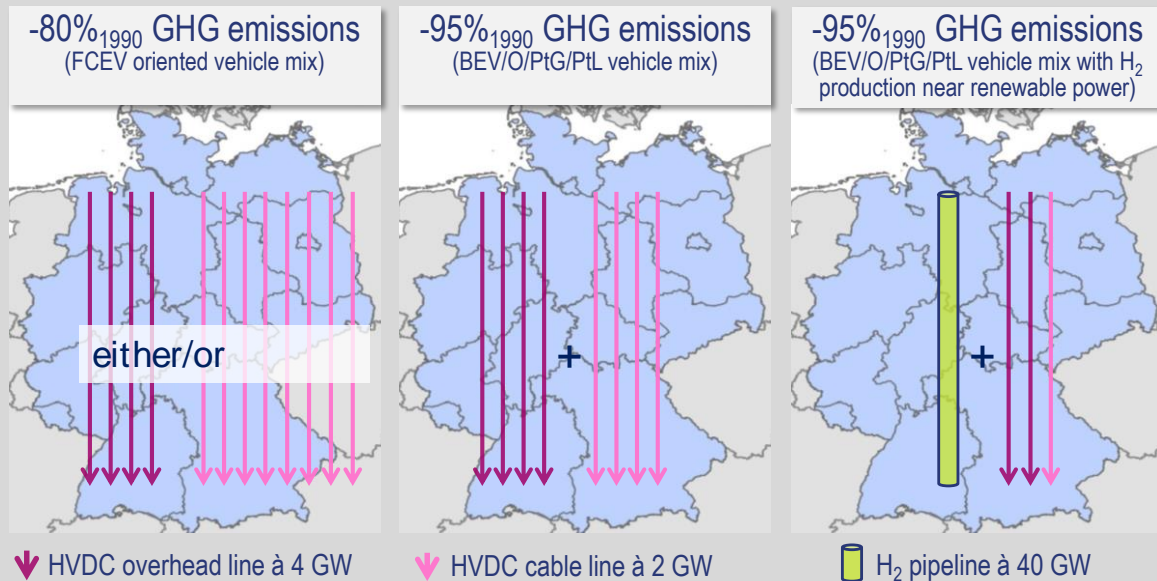 -80%1990 GHG emissions
(FCEV oriented vehicle mix)
-95%1990 GHG emissions
(BEV/O/PtG/PtL vehicle mix)
-95%1990 GHG emissions
(BEV/O/PtG/PtL vehicle mix with H2
production near renewable power)
either/or
+
+
HVDC overhead line à 4 GW
HVDC cable line à 2 GW
H2 pipeline à 40 GW